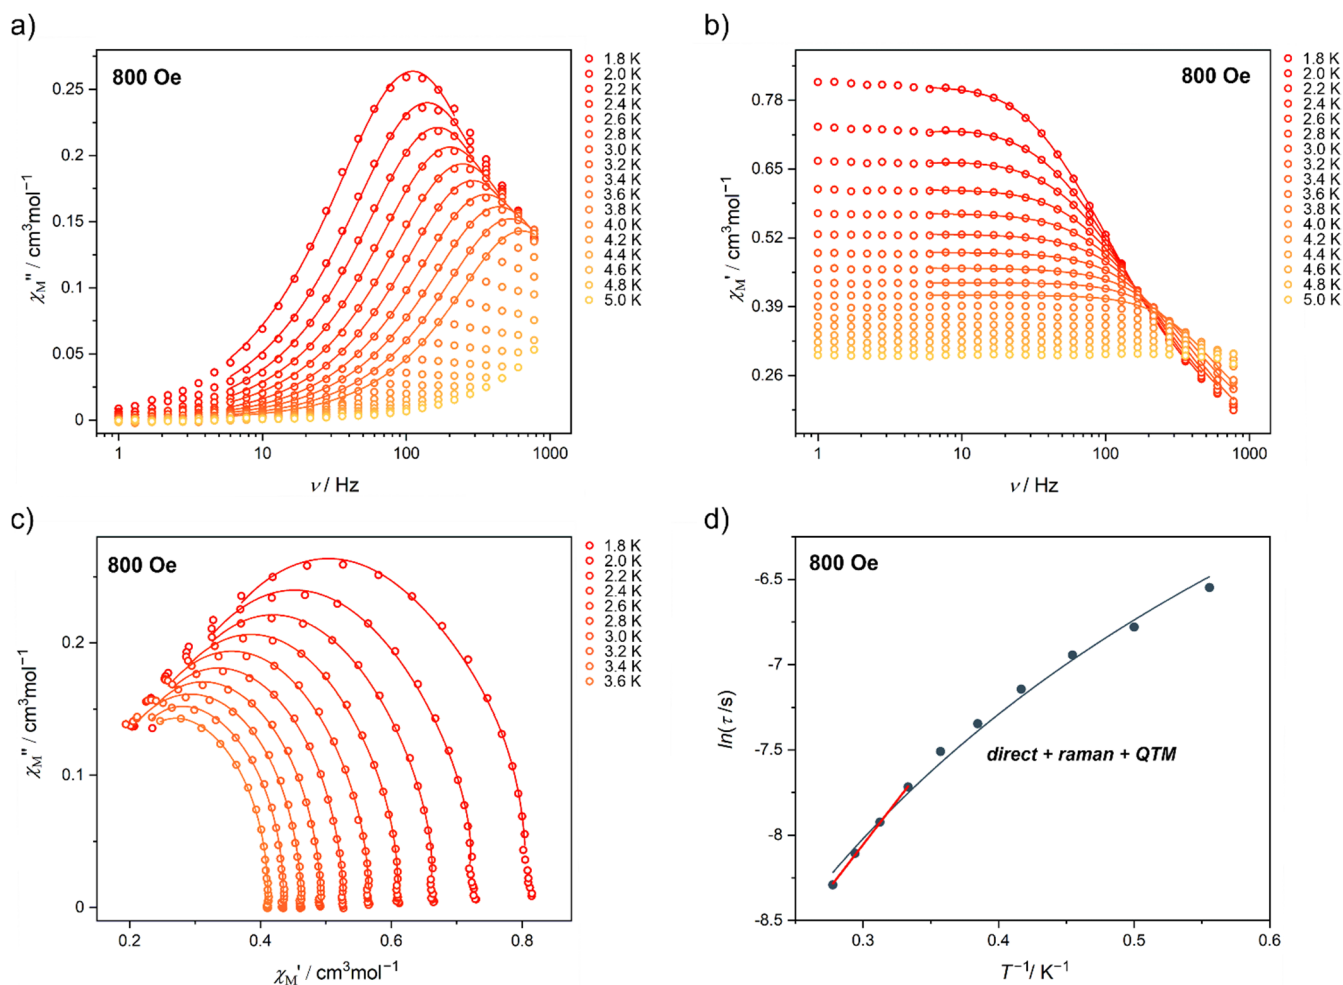 a)
800 Oe
0.25
0.2
0.15
0.1
0.05
0
1
10
100
1000
χM'' / cm³mol⁻¹
ν / Hz
1.8 K
2.0 K
2.2 K
2.4 K
2.6 K
2.8 K
3.0 K
3.2 K
3.4 K
3.6 K
3.8 K
4.0 K
4.2 K
4.4 K
4.6 K
4.8 K
5.0 K
b)
800 Oe
0.78
0.65
0.52
0.39
0.26
1
10
100
1000
χM' / cm³mol⁻¹
ν / Hz
1.8 K
2.0 K
2.2 K
2.4 K
2.6 K
2.8 K
3.0 K
3.2 K
3.4 K
3.6 K
3.8 K
4.0 K
4.2 K
4.4 K
4.6 K
4.8 K
5.0 K
c)
800 Oe
0.2
0.1
0
0.2
0.4
0.6
0.8
χM'' / cm³mol⁻¹
χM' / cm³mol⁻¹
1.8 K
2.0 K
2.2 K
2.4 K
2.6 K
2.8 K
3.0 K
3.2 K
3.4 K
3.6 K
d)
800 Oe
-6.5
-7
-7.5
-8
-8.5
0.3
0.4
0.5
0.6
ln(τ /s)
direct + raman + QTM
T⁻¹/ K⁻¹